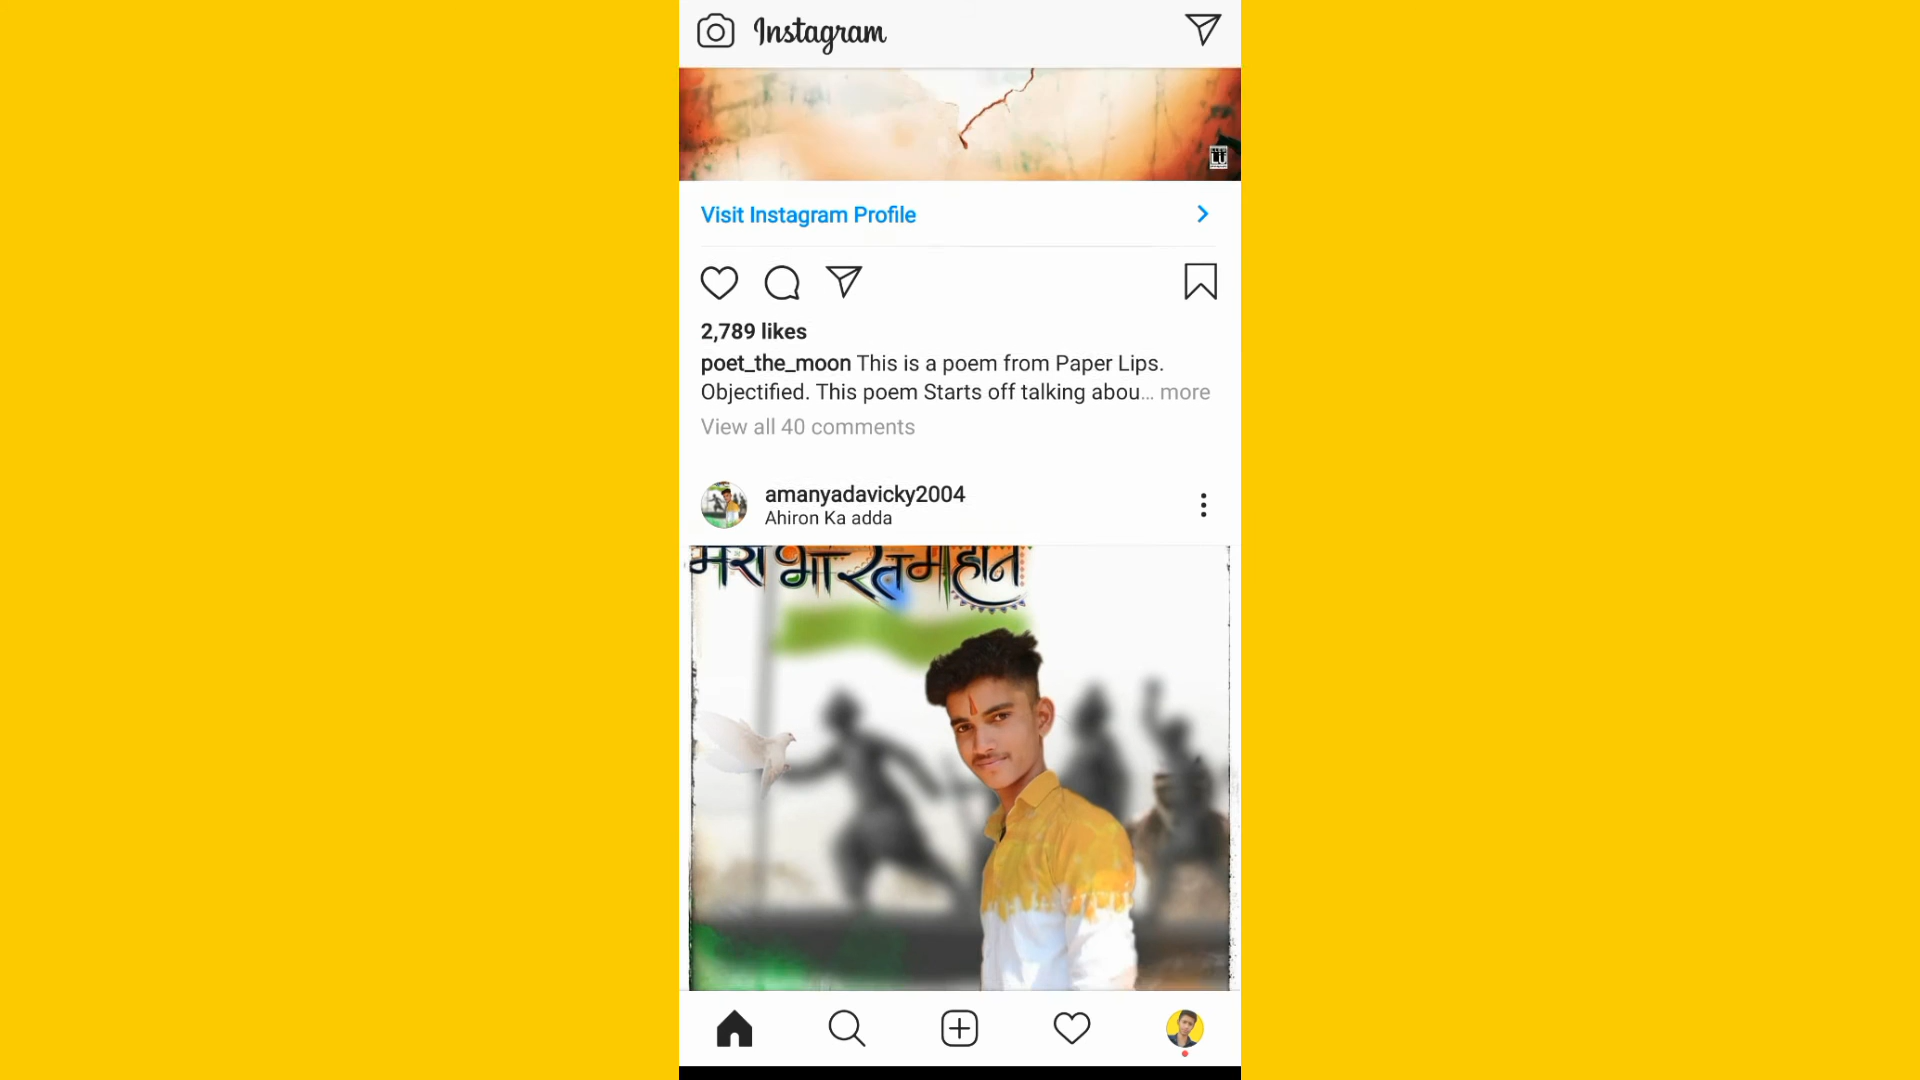 Instagram
LU
Visit Instagram Profile
2,789 likes
poet_the_moon This is a poem from Paper Lips.
Objectified. This poem Starts off talking abou... more
View all 40 comments
amanyadavicky2004
Ahiron Ka adda
मेरा भारत महान